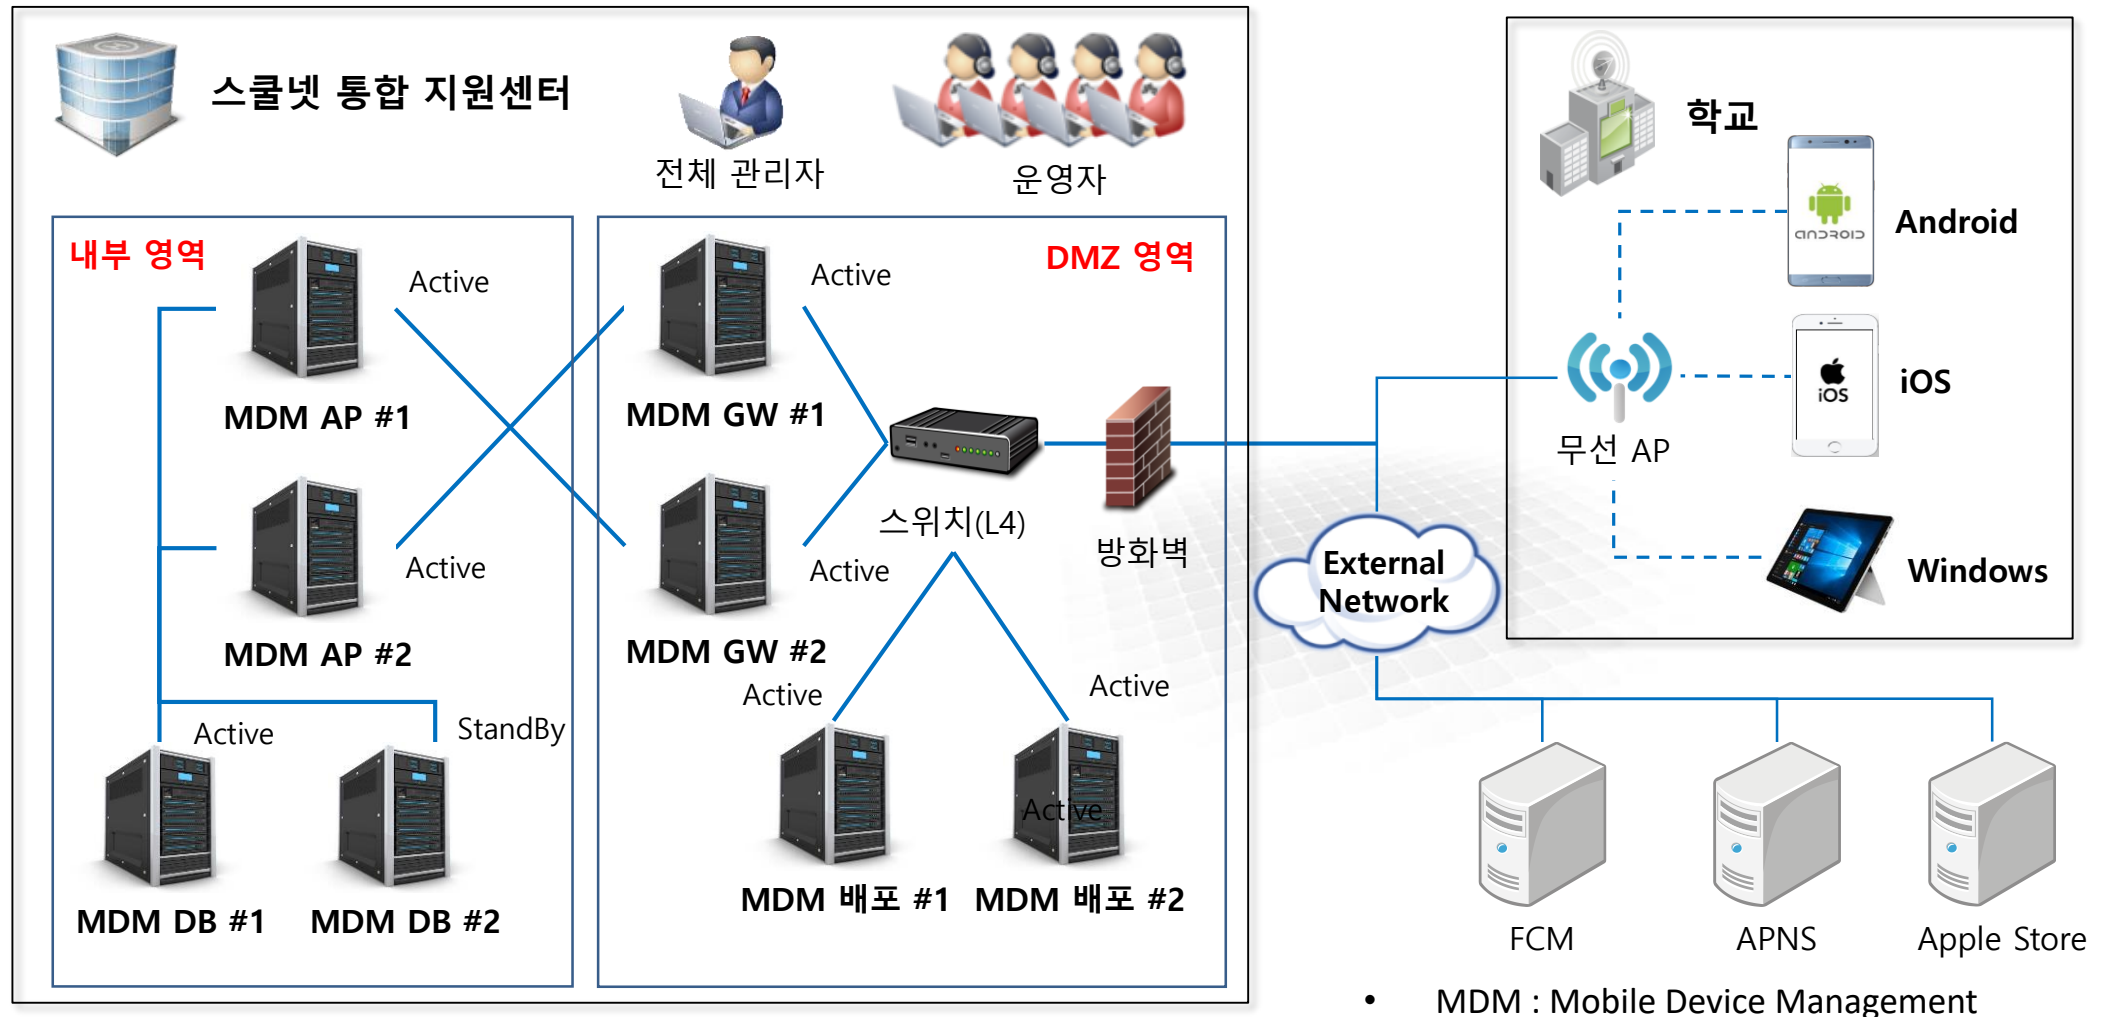 스쿨넷 통합 지원센터
전체 관리자
운영자
내부 영역
Active
MDM AP #1
Active
MDM AP #2
Active
StandBy
MDM DB #1
MDM DB #2
DMZ 영역
Active
MDM GW #1
Active
MDM GW #2
스위치(L4)
방화벽
Active
Active
Active
MDM 배포 #1
MDM 배포 #2
External
Network
학교
android
Android
iOS
iOS
무선 AP
Windows
FCM
APNS
Apple Store
• MDM : Mobile Device Management